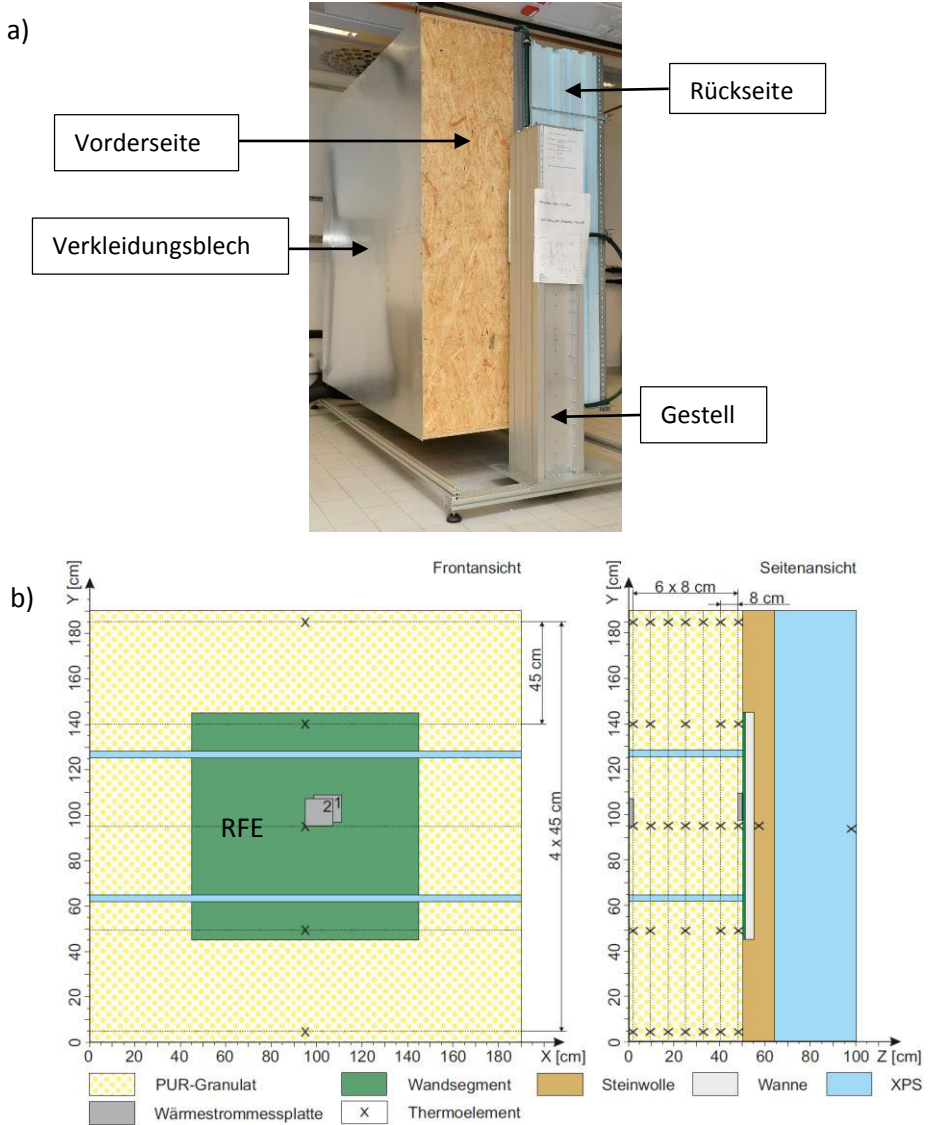 a)
Rückseite
Vorderseite
Verkleidungsblech
Gestell
b)
Y [cm]
Frontansicht
Y [cm]
Seitenansicht
6 x 8 cm
8 cm
180
160
140
120
100
80
60
40
20
0
45 cm
4 x 45 cm
2
1
RFE
0 20 40 60 80 100 120 140 160 180 X [cm]
180
160
140
120
100
80
60
40
20
0
0 20 40 60 80 100 Z [cm]
PUR-Granulat Wandsegment Steinwolle Wanne XPS
Wärmestrommessplatte X Thermoelement